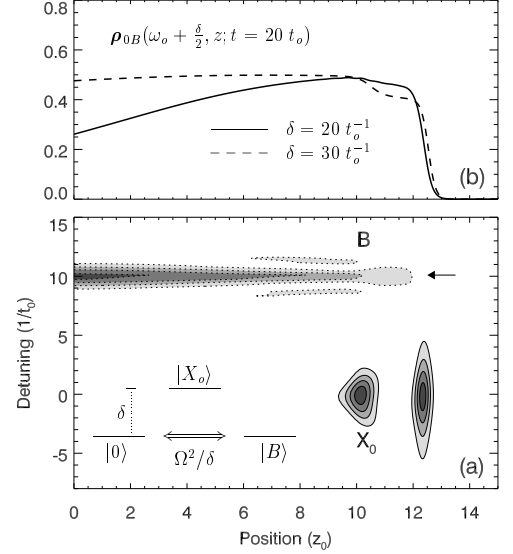 0.8
ρ0B(ωo + δ/2, z; t = 20 to)
0.6
0.4
δ = 20 to^-1
δ = 30 to^-1
0.2
(b)
0.0
15
B
10
5
|Xo⟩
0
δ
X0
|0⟩
Ω²/δ
|B⟩
-5
(a)
Detuning (1/t0)
0 2 4 6 8 10 12 14
Position (z0)